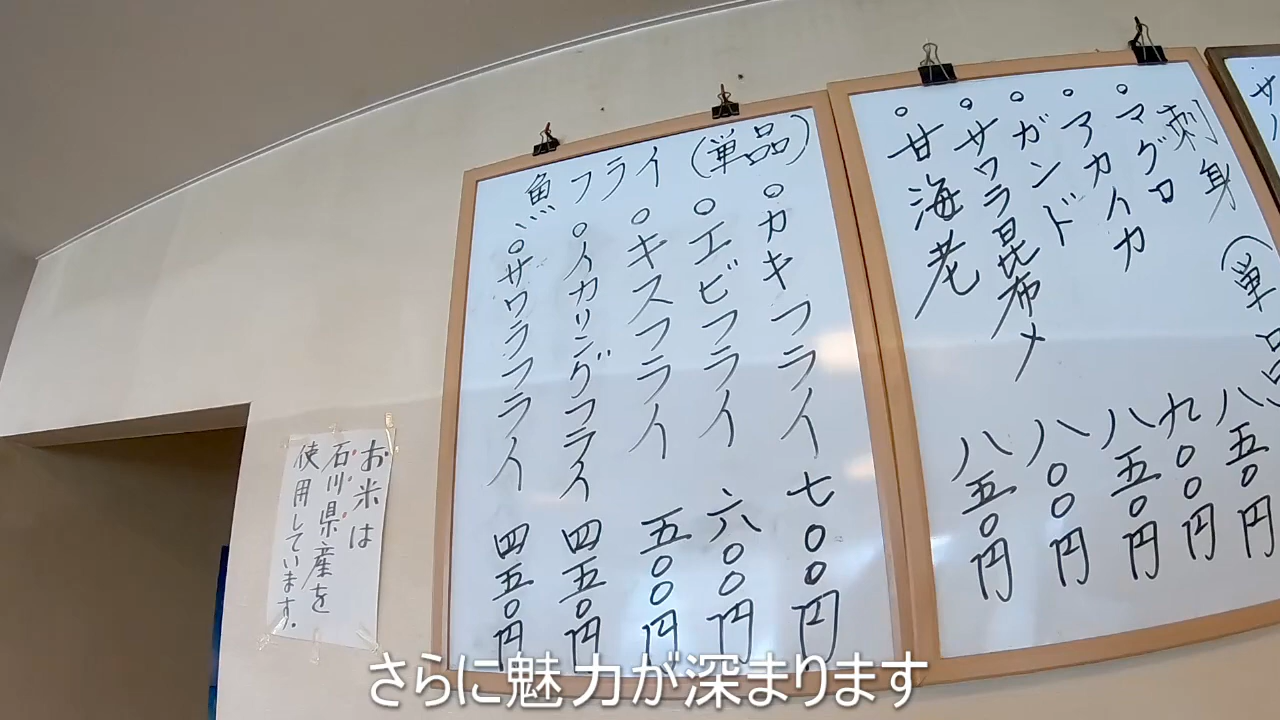 魚フライ(単品)
○カキフライ 七〇〇円
○エビフライ 六〇〇円
○キスフライ 五〇〇円
○イカリングフライ 四五〇円
○サワラフライ 四五〇円
刺身(単品)
○マグロ 八五〇円
○アカイカ 九〇〇円
○ガンド 八五〇円
○サワラ昆布〆 八〇〇円
○甘海老 八五〇円
お米は
石川県産を
使用しています。
さらに魅力が深まります